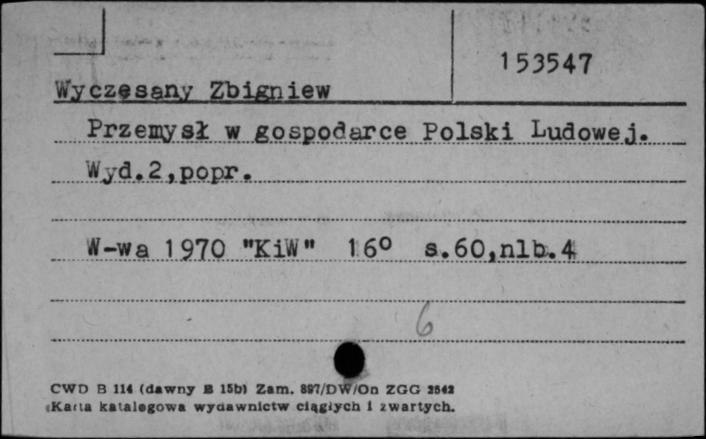 153547
Wyczesany Zbigniew
Przemysł w gospodarce Polski Ludowej.
Wyd.2,popr.
W-wa 1970 "KiW" 16° s.60,nlb.4
6
CWD B 114 (dawny B 15b) Zam. 897/DW/On ZGG 2542
Karta katalogowa wydawnictw ciągłych i zwartych.